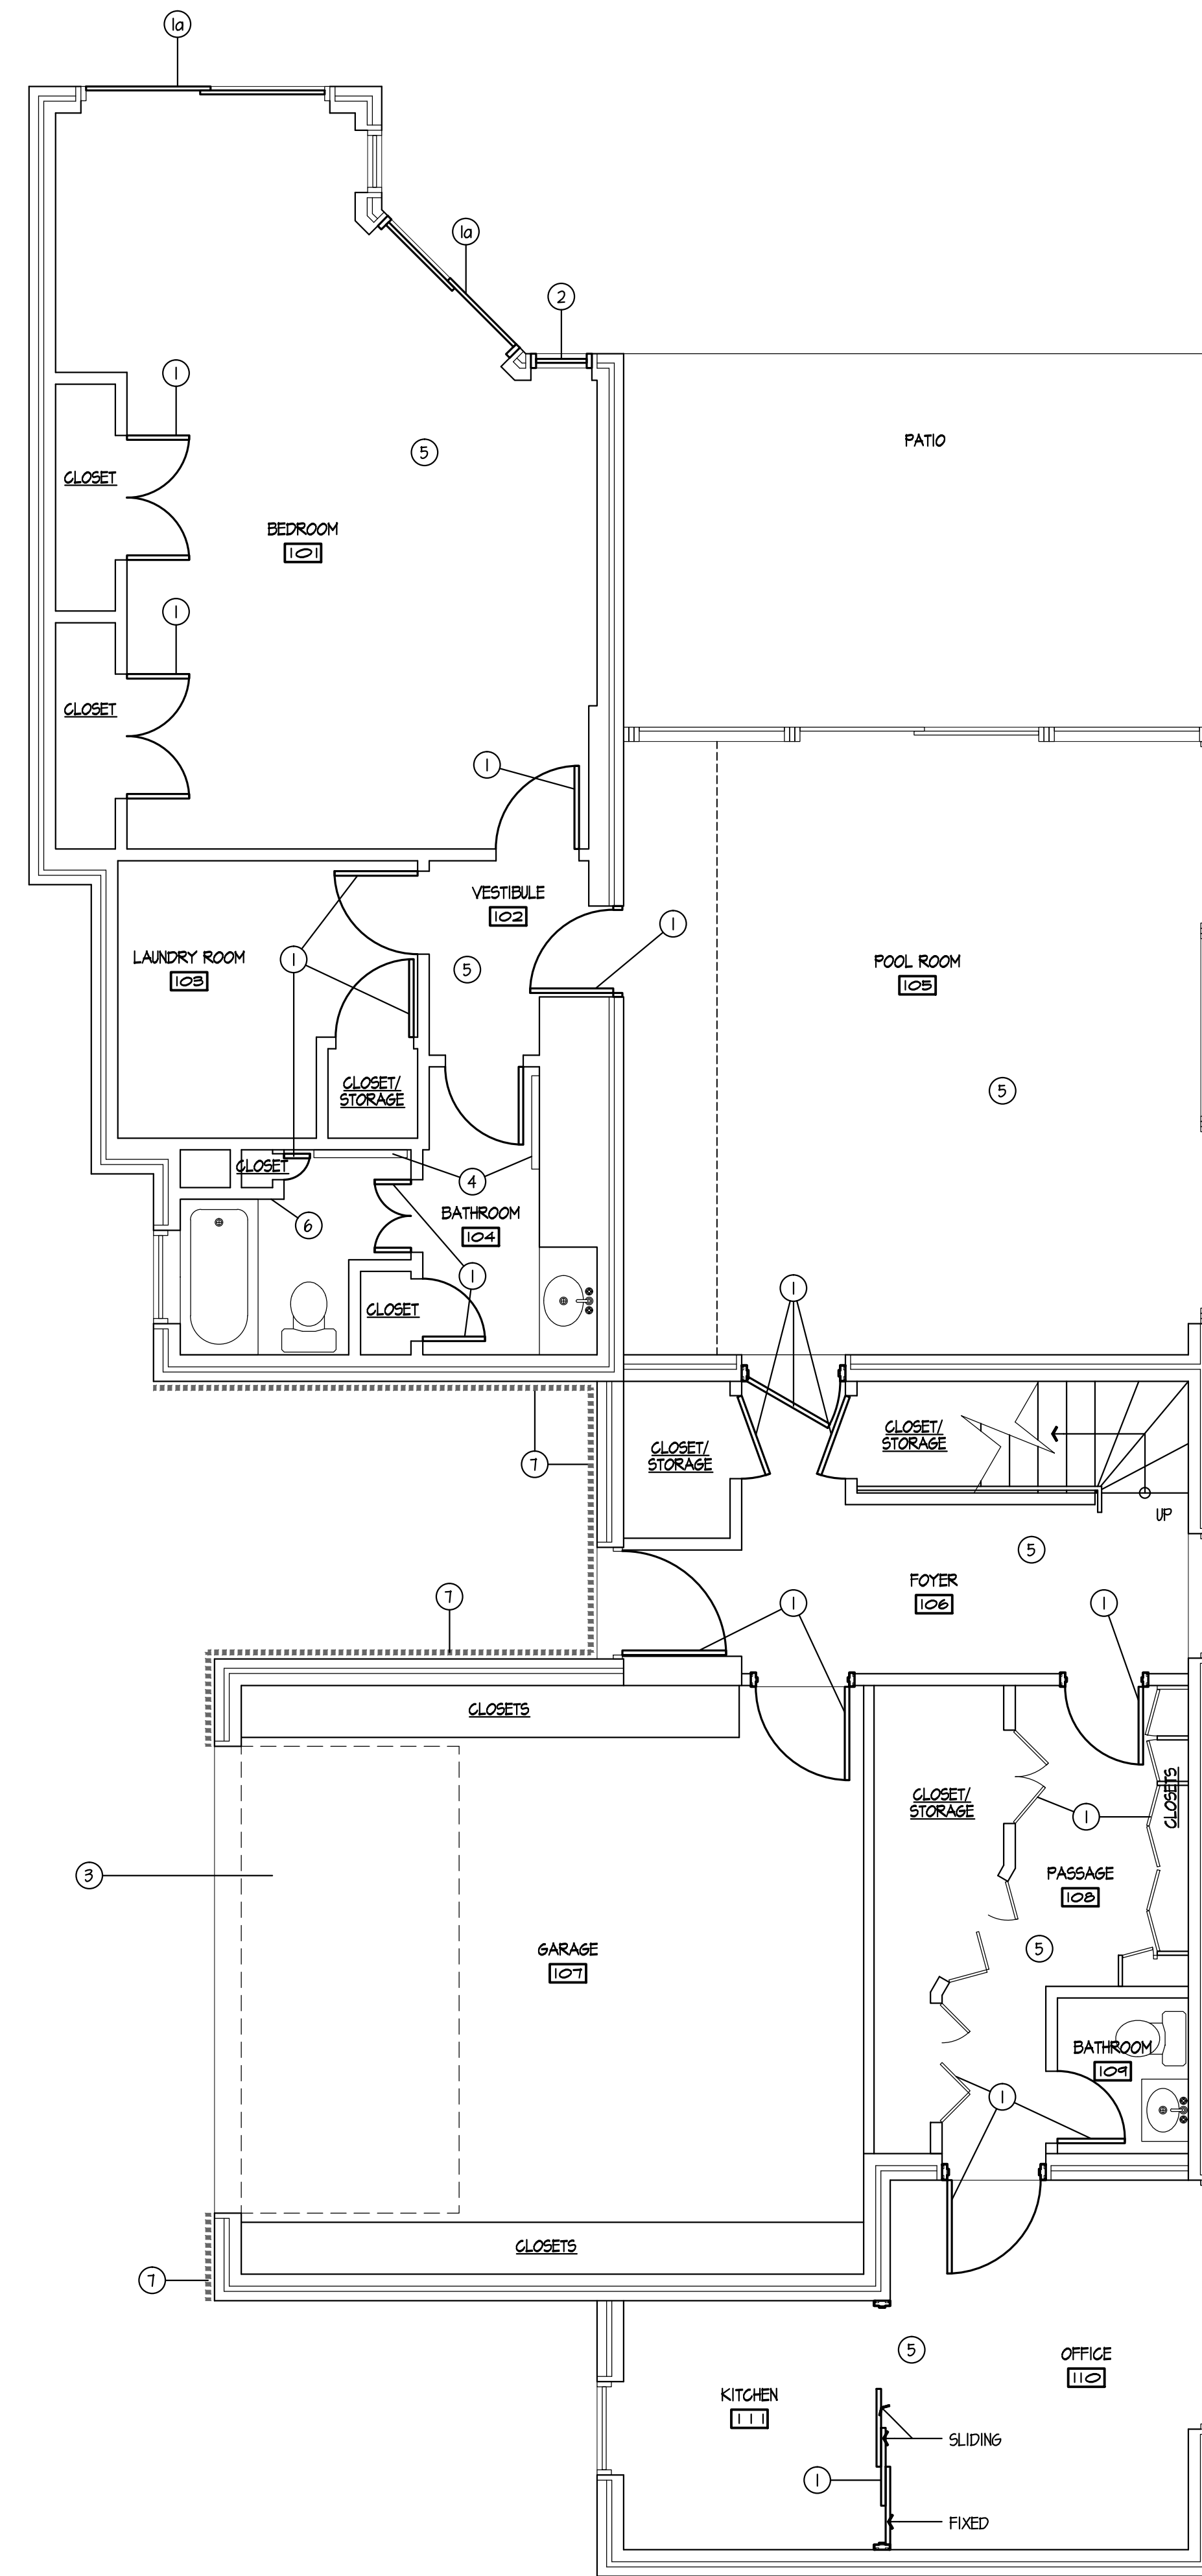 1a
1a
2
1
CLOSET
5
PATIO
BEDROOM
101
1
CLOSET
1
VESTIBULE
102
1
LAUNDRY ROOM
103
1
5
POOL ROOM
105
CLOSET/
STORAGE
5
CLOSET
4
6
BATHROOM
104
1
CLOSET
1
CLOSET/
STORAGE
CLOSET/
STORAGE
7
UP
5
FOYER
106
7
1
1
CLOSETS
CLOSET/
STORAGE
CLOSETS
1
3
PASSAGE
108
GARAGE
107
5
BATHROOM
109
1
CLOSETS
7
5
OFFICE
110
KITCHEN
111
SLIDING
1
FIXED